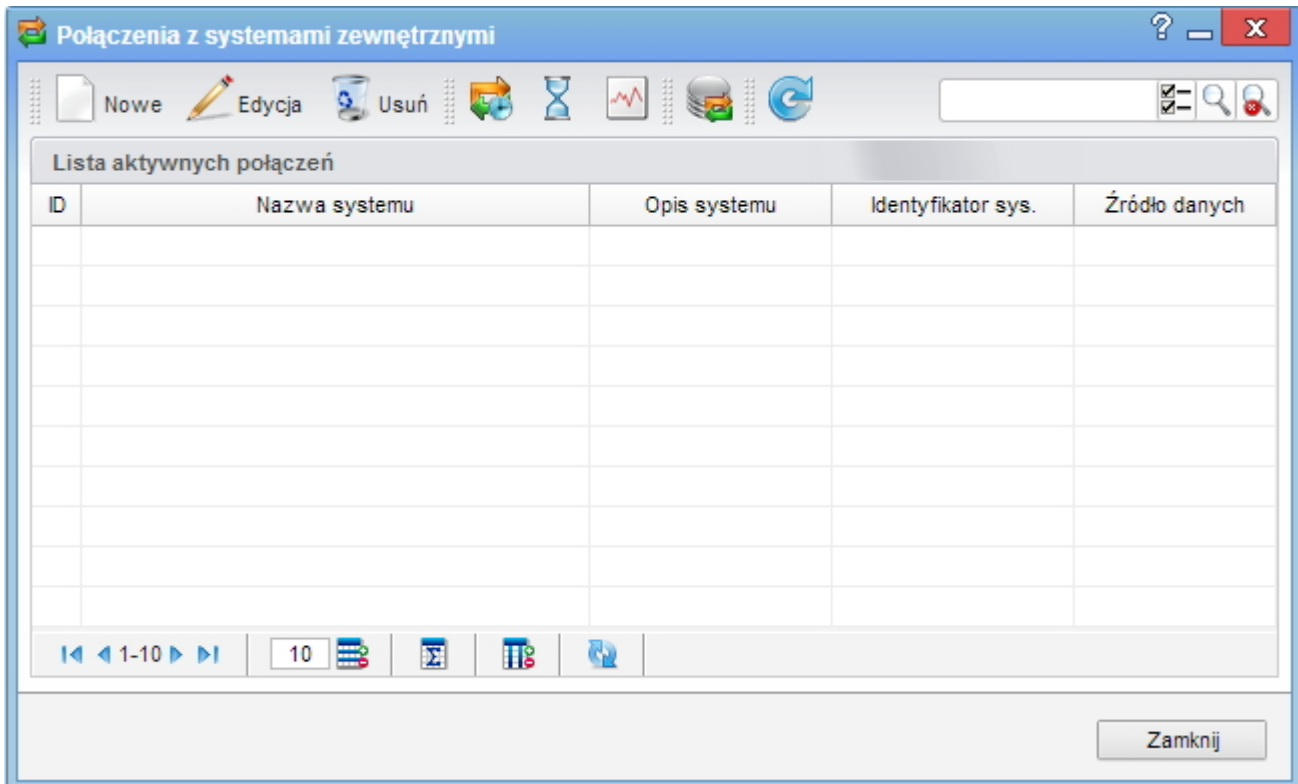 Połączenia z systemami zewnętrznymi
Nowe Edycja Usuń
Lista aktywnych połączeń
ID Nazwa systemu Opis systemu Identyfikator sys. Źródło danych
1-10 10
Zamknij